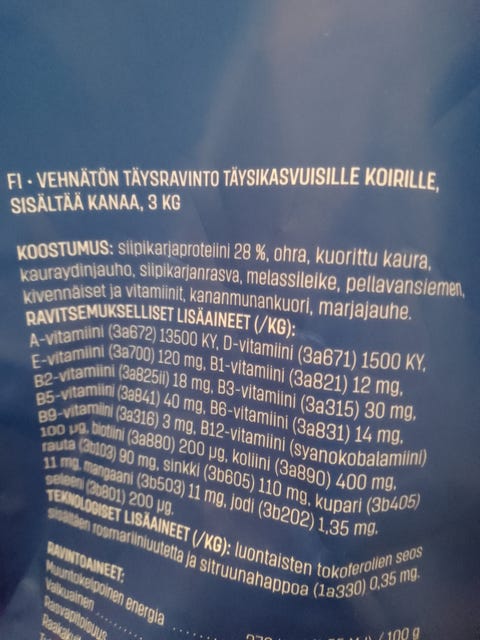 FI • VEHNÄTÖN TÄYSRAVINTO TÄYSIKASVUISILLE KOIRILLE,
SISÄLTÄÄ KANAA, 3 KG
KOOSTUMUS: siipikarjaproteiini 28 %, ohra, kuorittu kaura,
kauraydinjauho, siipikarjanrasva, melassileike, pellavansiemen,
kivennäiset ja vitamiinit, kananmunankuori, marjajauhe.
RAVITSEMUKSELLISET LISÄAINEET (/KG):
A-vitamiini (3a672) 13500 KY, D-vitamiini (3a671) 1500 KY,
E-vitamiini (3a700) 120 mg, B1-vitamiini (3a821) 12 mg,
B2-vitamiini (3a825ii) 18 mg, B3-vitamiini (3a315) 30 mg,
B5-vitamiini (3a841) 40 mg, B6-vitamiini (3a831) 14 mg,
B9-vitamiini (3a316) 3 mg, B12-vitamiini (syanokobalamiini)
100 µg, biotiini (3a880) 200 µg, koliini (3a890) 400 mg,
rauta (3b103) 90 mg, sinkki (3b605) 110 mg, kupari (3b405)
11 mg, mangaani (3b503) 11 mg, jodi (3b202) 1,35 mg,
seleeni (3b801) 200 µg.
TEKNOLOGISET LISÄAINEET (/KG): luontaisten tokoferolien seos
sisältäen rosmariiniuutetta ja sitruunahappoa (1a330) 0,35 mg.
RAVINTOAINEET:
Muuntokelpoinen energia
Valkuainen
Rasvapitoisuus
/ 100 g